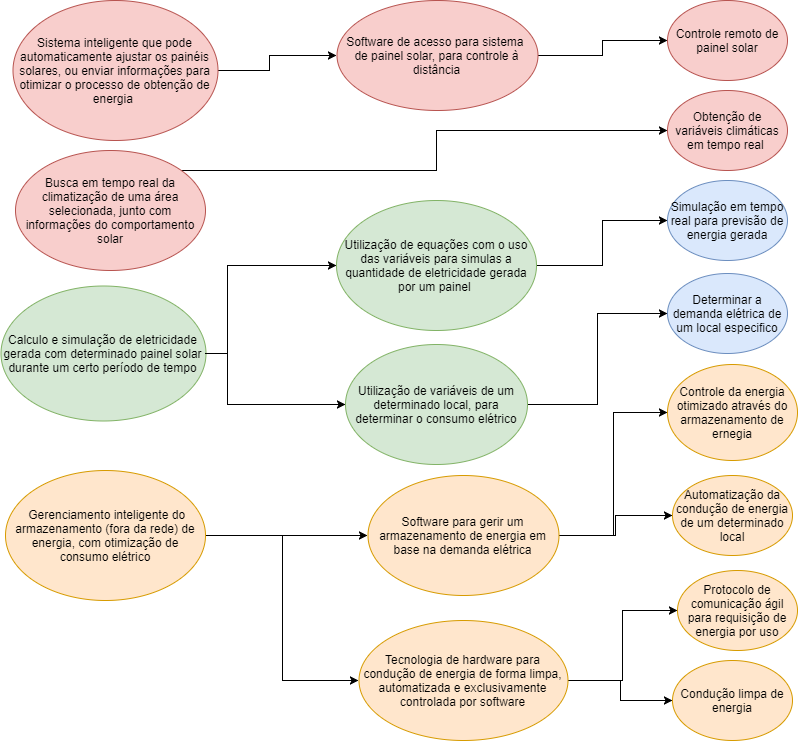 Sistema inteligente que pode
automaticamente ajustar os painéis
solares, ou enviar informações para
otimizar o processo de obtenção de
energia
Software de acesso para sistema
de painel solar, para controle à
distância
Controle remoto de
painel solar
Obtenção de
variáveis climáticas
em tempo real
Busca em tempo real da
climatização de uma área
selecionada, junto com
informações do comportamento
solar
Simulação em tempo
real para previsão de
energia gerada
Utilização de equações com o uso
das variáveis para simulas a
quantidade de eletricidade gerada
por um painel
Determinar a
demanda elétrica de
um local especifico
Calculo e simulação de eletricidade
gerada com determinado painel solar
durante um certo período de tempo
Utilização de variáveis de um
determinado local, para
determinar o consumo elétrico
Controle da energia
otimizado através do
armazenamento de
ernegia
Gerenciamento inteligente do
armazenamento (fora da rede) de
energia, com otimização de
consumo elétrico
Software para gerir um
armazenamento de energia em
base na demanda elétrica
Automatização da
condução de energia
de um determinado
local
Protocolo de
comunicação ágil
para requisição de
energia por uso
Tecnologia de hardware para
condução de energia de forma limpa,
automatizada e exclusivamente
controlada por software
Condução limpa de
energia